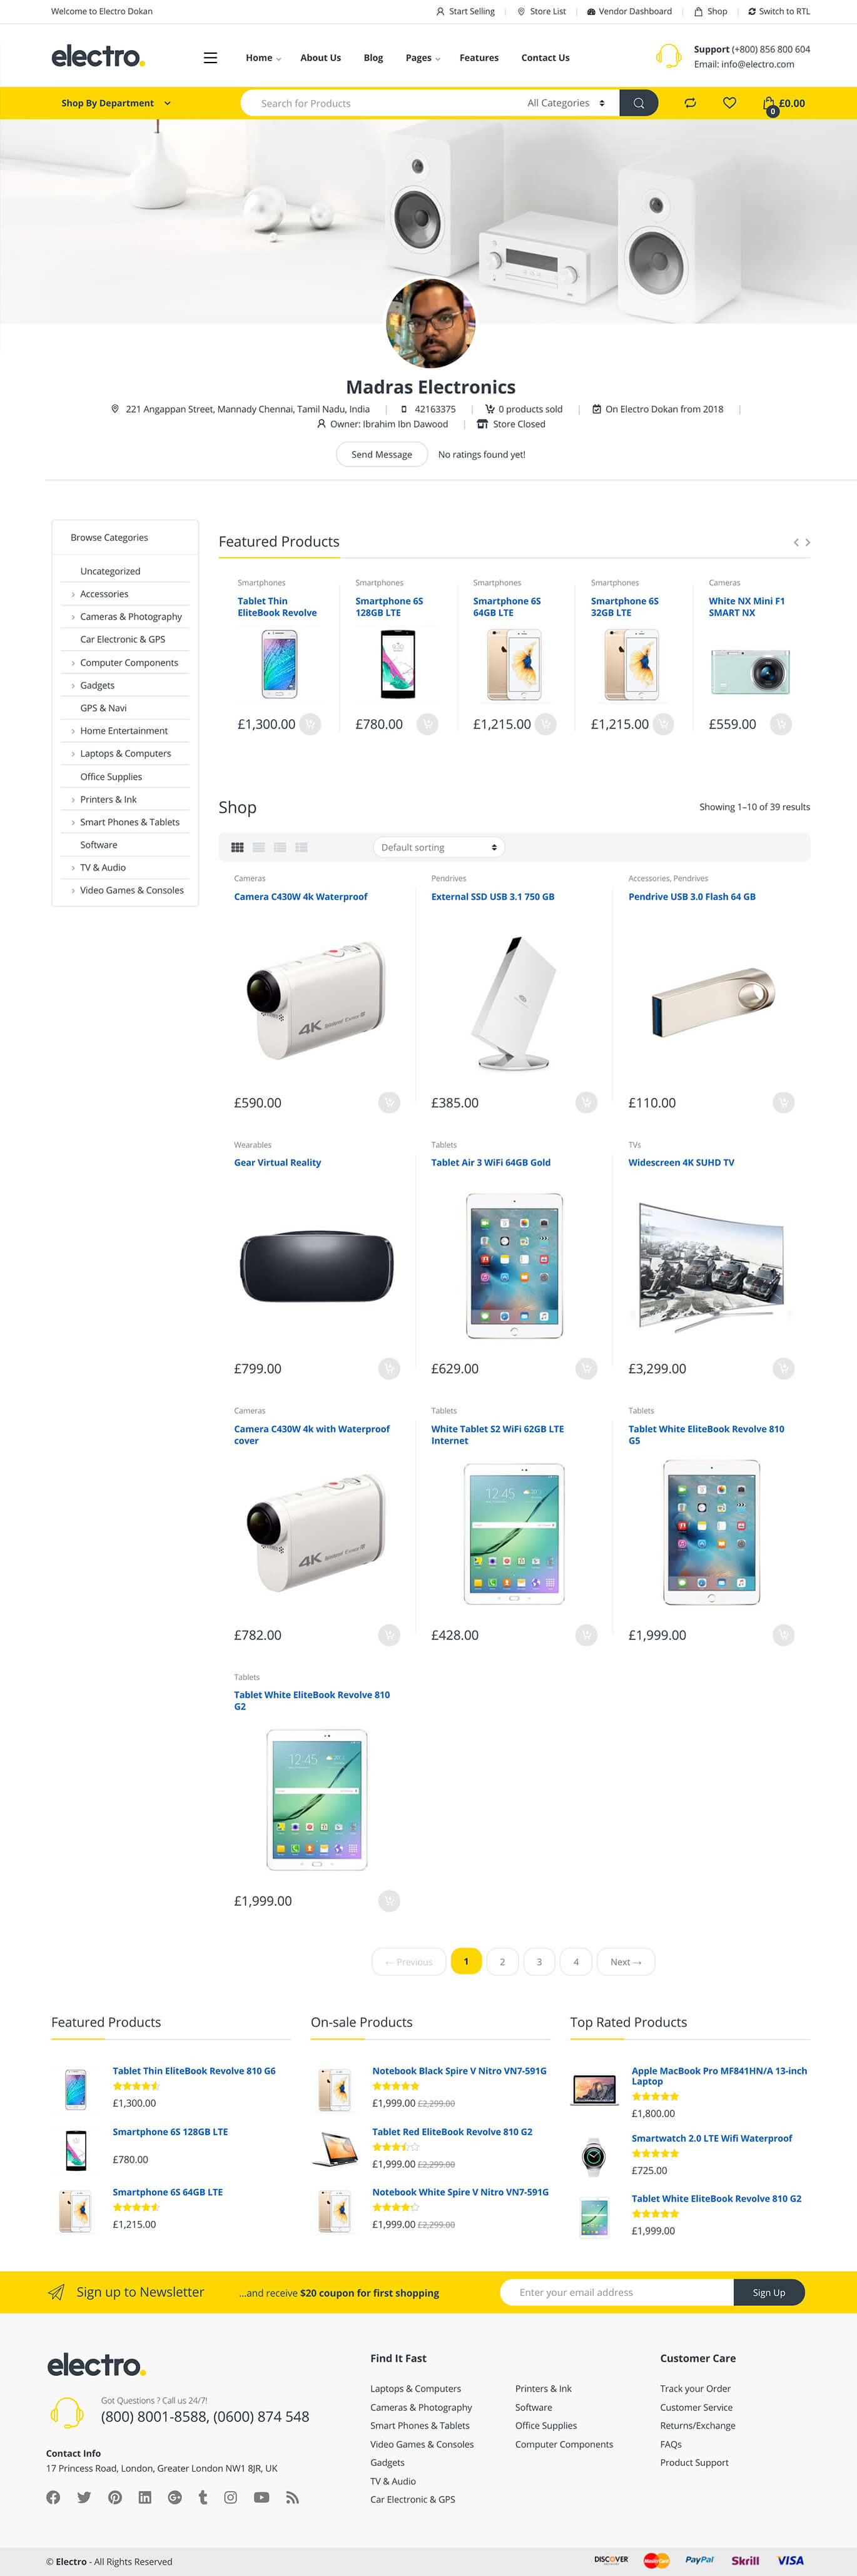 Welcome to Electro Dokan
Start Selling
Store List
Vendor Dashboard
Shop
Switch to RTL
electro.
Home
About Us
Blog
Pages
Features
Contact Us
Support (+800) 856 800 604
Email: info@electro.com
Shop By Department
Search for Products
All Categories
0
£0.00
Madras Electronics
221 Angappan Street, Mannady Chennai, Tamil Nadu, India
42163375
0 products sold
On Electro Dokan from 2018
Owner: Ibrahim Ibn Dawood
Store Closed
Send Message
No ratings found yet!
Browse Categories
Uncategorized
Accessories
Cameras & Photography
Car Electronic & GPS
Computer Components
Gadgets
GPS & Navi
Home Entertainment
Laptops & Computers
Office Supplies
Printers & Ink
Smart Phones & Tablets
Software
TV & Audio
Video Games & Consoles
Featured Products
Smartphones
Tablet Thin
EliteBook Revolve
£1,300.00
Smartphones
Smartphone 6S
128GB LTE
£780.00
Smartphones
Smartphone 6S
64GB LTE
£1,215.00
Smartphones
Smartphone 6S
32GB LTE
£1,215.00
Cameras
White NX Mini F1
SMART NX
£559.00
Shop
Showing 1–10 of 39 results
Default sorting
Cameras
Camera C430W 4k Waterproof
4K
£590.00
Pendrives
External SSD USB 3.1 750 GB
£385.00
Accessories, Pendrives
Pendrive USB 3.0 Flash 64 GB
£110.00
Wearables
Gear Virtual Reality
£799.00
Tablets
Tablet Air 3 WiFi 64GB Gold
£629.00
TVs
Widescreen 4K SUHD TV
£3,299.00
Cameras
Camera C430W 4k with Waterproof
cover
4K
£782.00
Tablets
White Tablet S2 WiFi 62GB LTE
Internet
12:45
£428.00
Tablets
Tablet White EliteBook Revolve 810
G5
£1,999.00
Tablets
Tablet White EliteBook Revolve 810
G2
12:45
£1,999.00
← Previous
1
2
3
4
Next →
Featured Products
Tablet Thin EliteBook Revolve 810 G6
£1,300.00
Smartphone 6S 128GB LTE
£780.00
Smartphone 6S 64GB LTE
£1,215.00
On-sale Products
Notebook Black Spire V Nitro VN7-591G
£1,999.00 £2,299.00
Tablet Red EliteBook Revolve 810 G2
£1,999.00 £2,299.00
Notebook White Spire V Nitro VN7-591G
£1,999.00 £2,299.00
Top Rated Products
Apple MacBook Pro MF841HN/A 13-inch
Laptop
£1,800.00
Smartwatch 2.0 LTE Wifi Waterproof
£725.00
Tablet White EliteBook Revolve 810 G2
£1,999.00
Sign up to Newsletter
...and receive $20 coupon for first shopping
Enter your email address
Sign Up
electro.
Got Questions ? Call us 24/7!
(800) 8001-8588, (0600) 874 548
Contact Info
17 Princess Road, London, Greater London NW1 8JR, UK
Find It Fast
Laptops & Computers
Cameras & Photography
Smart Phones & Tablets
Video Games & Consoles
Gadgets
TV & Audio
Car Electronic & GPS
Printers & Ink
Software
Office Supplies
Computer Components
Customer Care
Track your Order
Customer Service
Returns/Exchange
FAQs
Product Support
© Electro - All Rights Reserved
DISCOVER
MasterCard
PayPal
Skrill
VISA